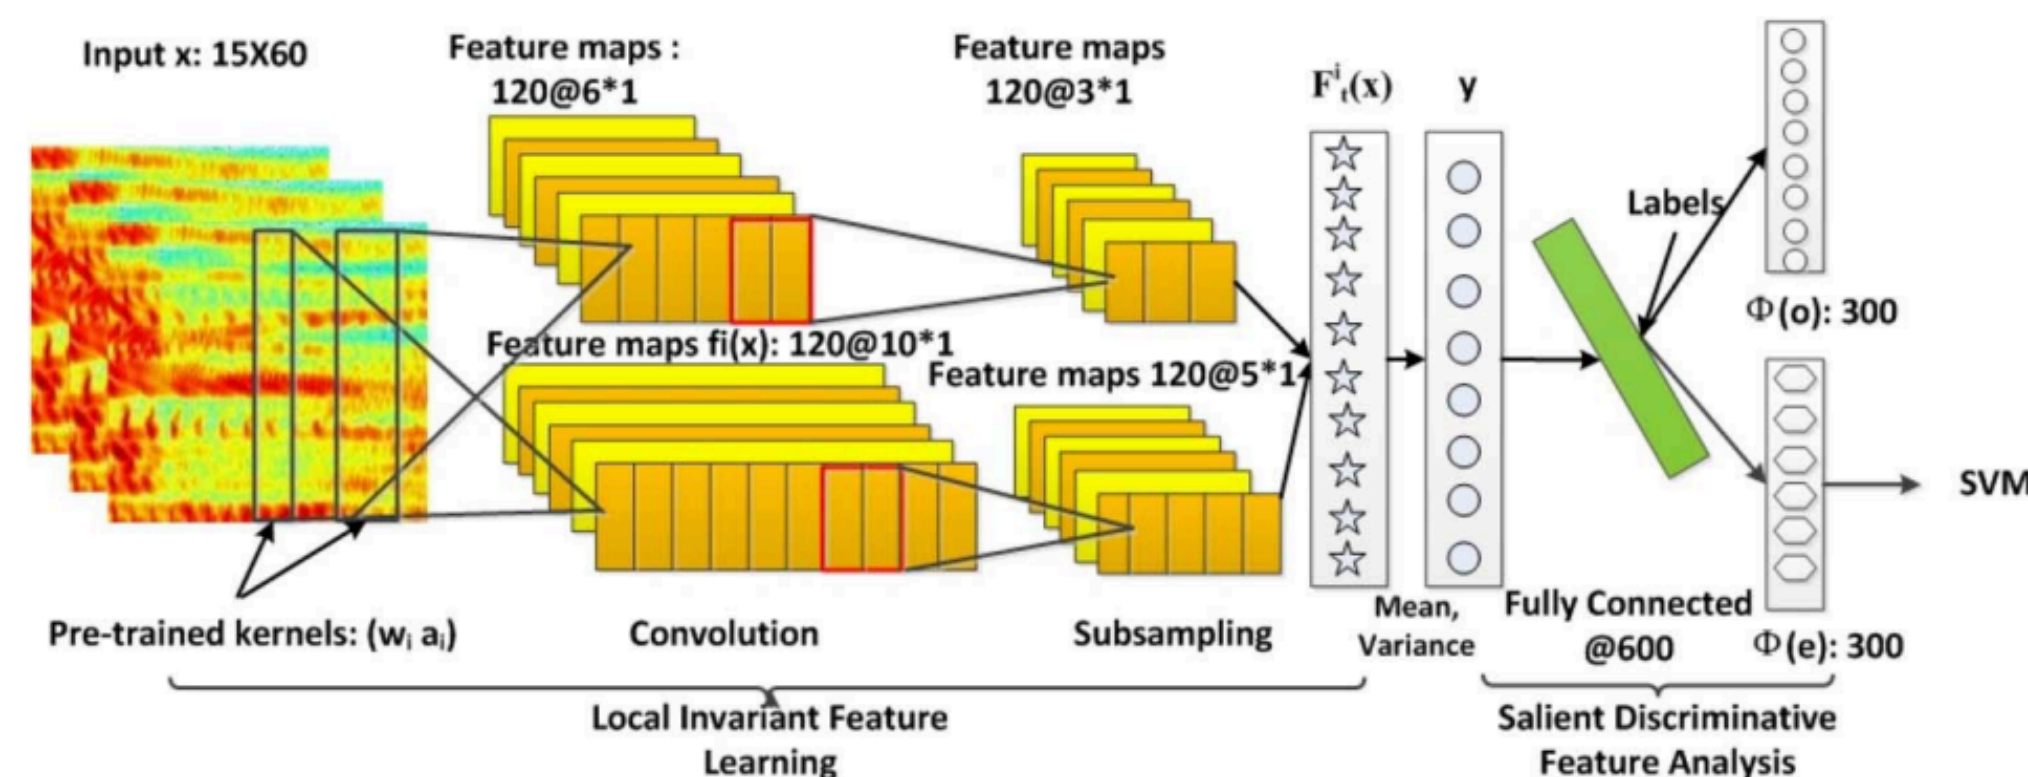 Input x: 15X60
Feature maps :
120@6*1
Feature maps
120@3*1
Fⁱₜ(x)
y
Labels
Φ(o): 300
Feature maps fi(x): 120@10*1
Feature maps 120@5*1
SVM
Pre-trained kernels: (wᵢ aᵢ)
Convolution
Subsampling
Mean,
Variance
Fully Connected
@600
Φ(e): 300
Local Invariant Feature
Learning
Salient Discriminative
Feature Analysis